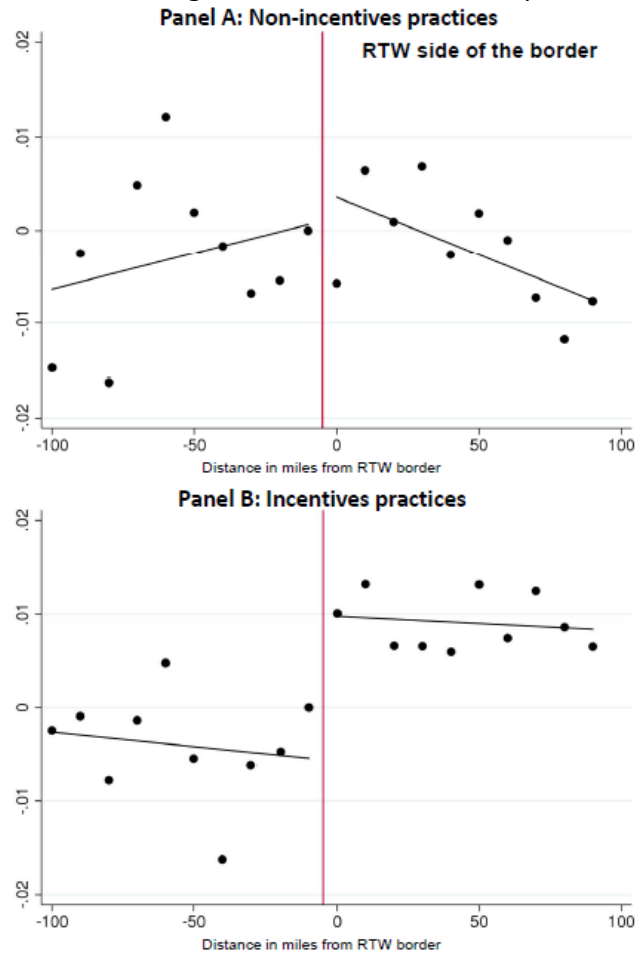 Panel A: Non-incentives practices
RTW side of the border
.02
.01
0
-.01
-.02
-100 -50 0 50 100
Distance in miles from RTW border
Panel B: Incentives practices
.02
.01
0
-.01
-.02
-100 -50 0 50 100
Distance in miles from RTW border